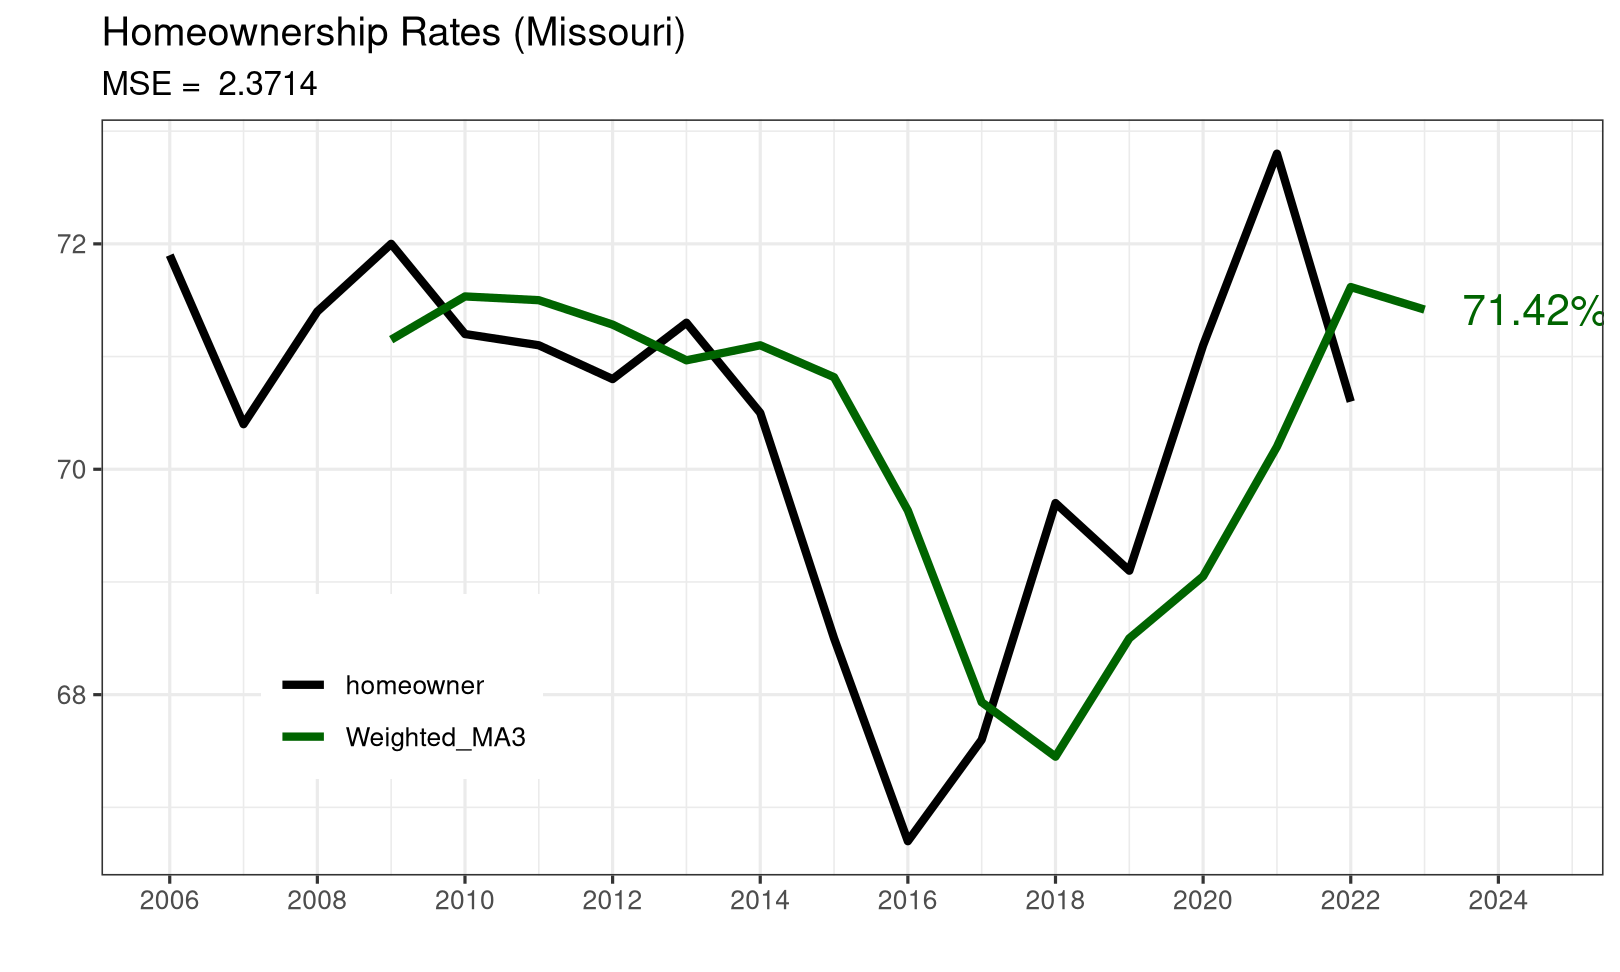 Homeownership Rates (Missouri)
MSE =  2.3714
72
70
68
71.42%
homeowner
Weighted_MA3
2006 2008 2010 2012 2014 2016 2018 2020 2022 2024